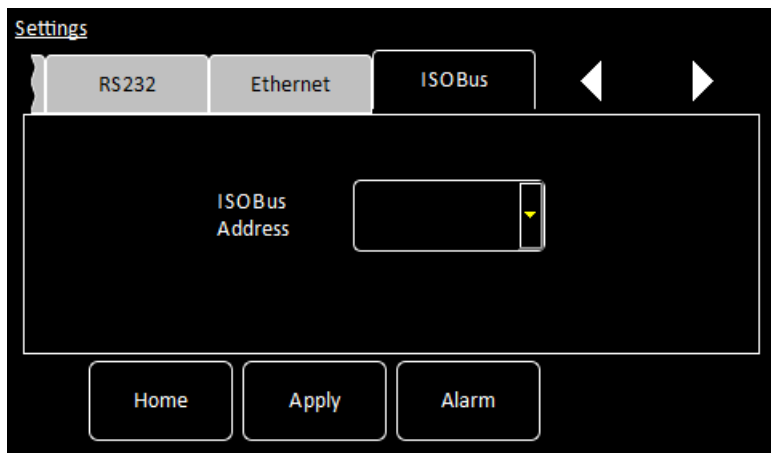 Settings
RS232 Ethernet ISOBus
ISOBus
Address
Home Apply Alarm